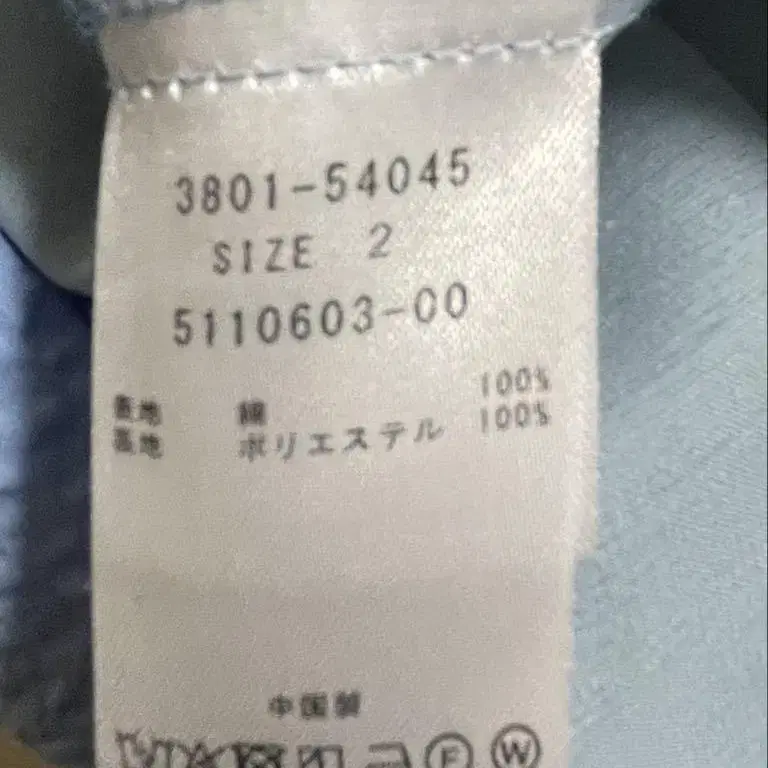 3801-54045
SIZE 2
5110603-00
表地 綿 100%
裏地 ポリエステル 100%
中国製
F W